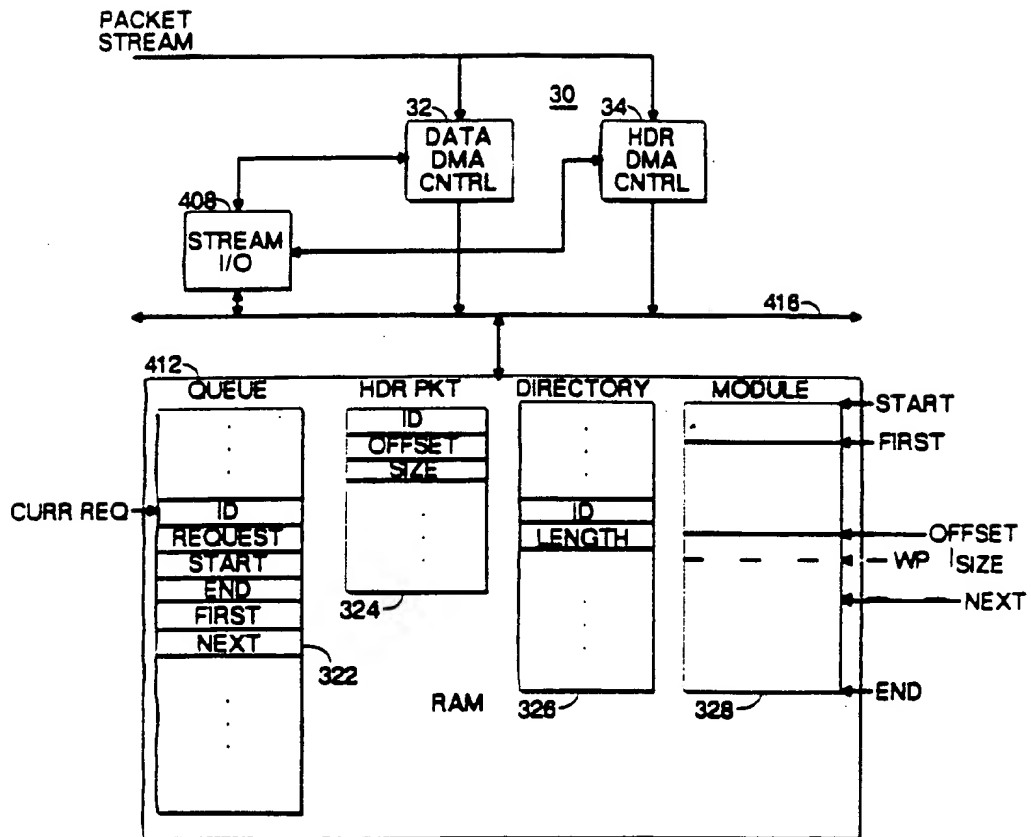 PACKET
STREAM
30
32
DATA
DMA
CNTRL
34
HDR
DMA
CNTRL
408
STREAM
I/O
416
412
QUEUE
HDR PKT
DIRECTORY
MODULE
START
FIRST
ID
OFFSET
SIZE
CURR REQ
ID
REQUEST
START
END
FIRST
NEXT
322
324
ID
LENGTH
OFFSET
WP
SIZE
NEXT
END
RAM
326
328